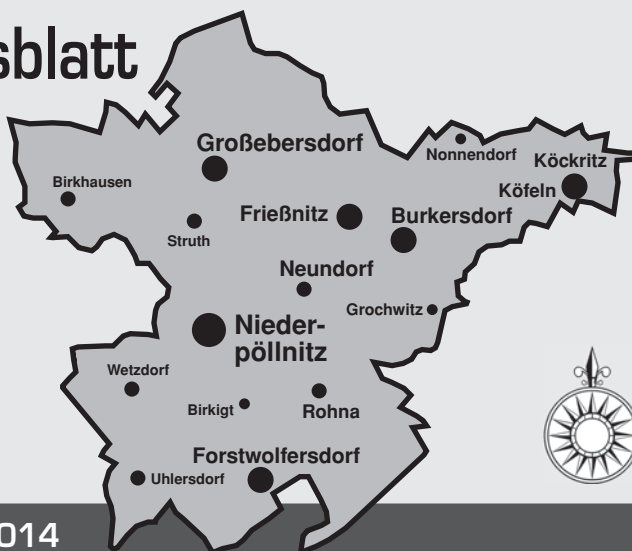 sblatt
Großebersdorf
Nonnendorf
Köckritz
Birkhausen
Köfeln
Frießnitz
Burkersdorf
Struth
Neundorf
Grochwitz
Nieder-
pöllnitz
Wetzdorf
Birkigt
Rohna
Forstwolfersdorf
Uhlersdorf
014